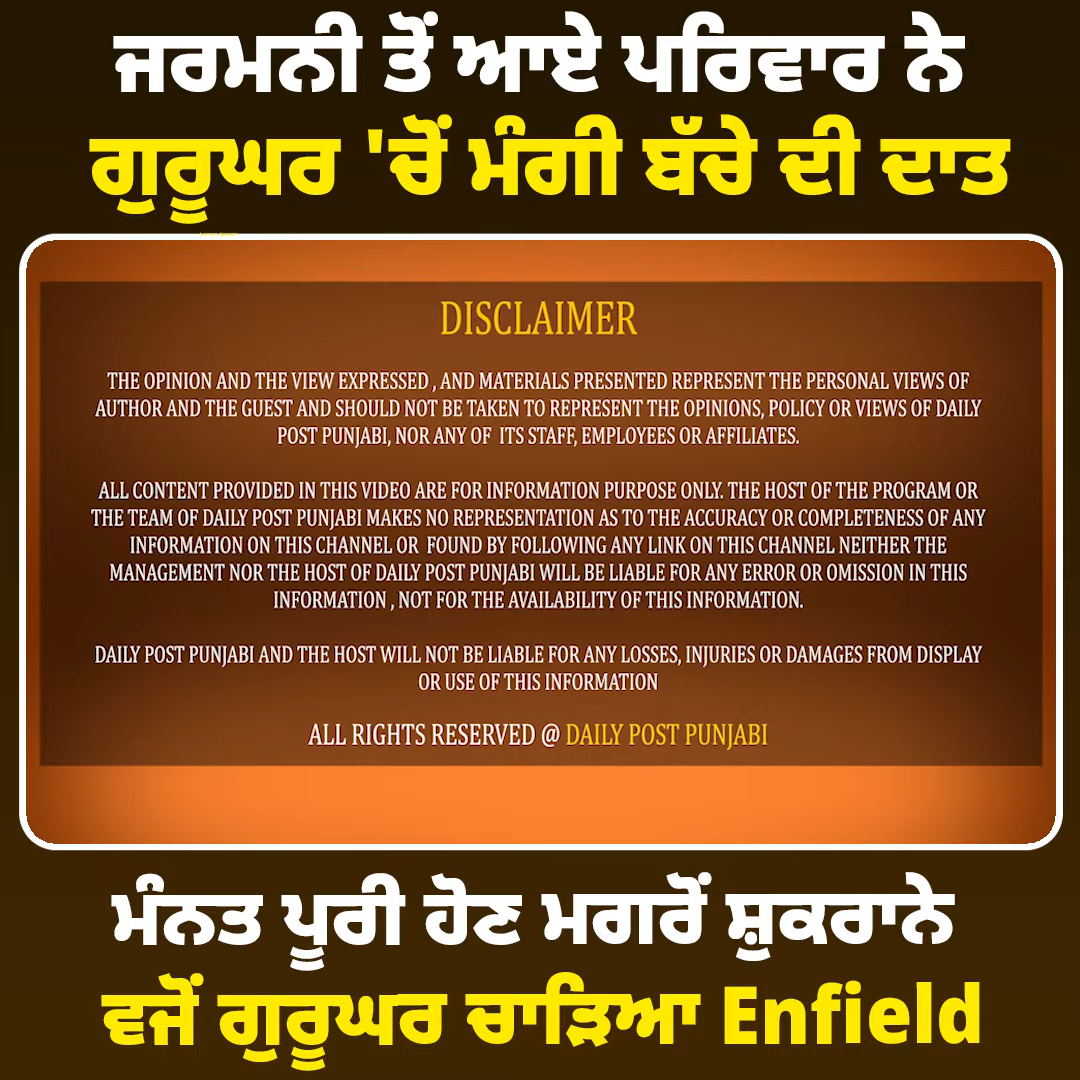 ਜਰਮਨੀ ਤੋਂ ਆਏ ਪਰਿਵਾਰ ਨੇ
ਗੁਰੂਘਰ 'ਚੋਂ ਮੰਗੀ ਬੱਚੇ ਦੀ ਦਾਤ
DISCLAIMER
THE OPINION AND THE VIEW EXPRESSED , AND MATERIALS PRESENTED REPRESENT THE PERSONAL VIEWS OF
AUTHOR AND THE GUEST AND SHOULD NOT BE TAKEN TO REPRESENT THE OPINIONS, POLICY OR VIEWS OF DAILY
POST PUNJABI, NOR ANY OF ITS STAFF, EMPLOYEES OR AFFILIATES.
ALL CONTENT PROVIDED IN THIS VIDEO ARE FOR INFORMATION PURPOSE ONLY. THE HOST OF THE PROGRAM OR
THE TEAM OF DAILY POST PUNJABI MAKES NO REPRESENTATION AS TO THE ACCURACY OR COMPLETENESS OF ANY
INFORMATION ON THIS CHANNEL OR FOUND BY FOLLOWING ANY LINK ON THIS CHANNEL NEITHER THE
MANAGEMENT NOR THE HOST OF DAILY POST PUNJABI WILL BE LIABLE FOR ANY ERROR OR OMISSION IN THIS
INFORMATION , NOT FOR THE AVAILABILITY OF THIS INFORMATION.
DAILY POST PUNJABI AND THE HOST WILL NOT BE LIABLE FOR ANY LOSSES, INJURIES OR DAMAGES FROM DISPLAY
OR USE OF THIS INFORMATION
ALL RIGHTS RESERVED @ DAILY POST PUNJABI
ਮੰਨਤ ਪੂਰੀ ਹੋਣ ਮਗਰੋਂ ਸ਼ੁਕਰਾਨੇ
ਵਜੋਂ ਗੁਰੂਘਰ ਚਾੜਿਆ Enfield